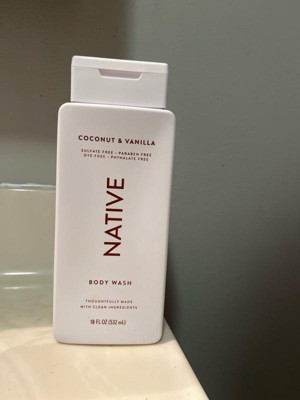 COCONUT & VANILLA
SULFATE FREE • PARABEN FREE
DYE FREE • PHTHALATE FREE
NATIVE
BODY WASH
THOUGHTFULLY MADE
WITH CLEAN INGREDIENTS
18 FL OZ (532 mL)